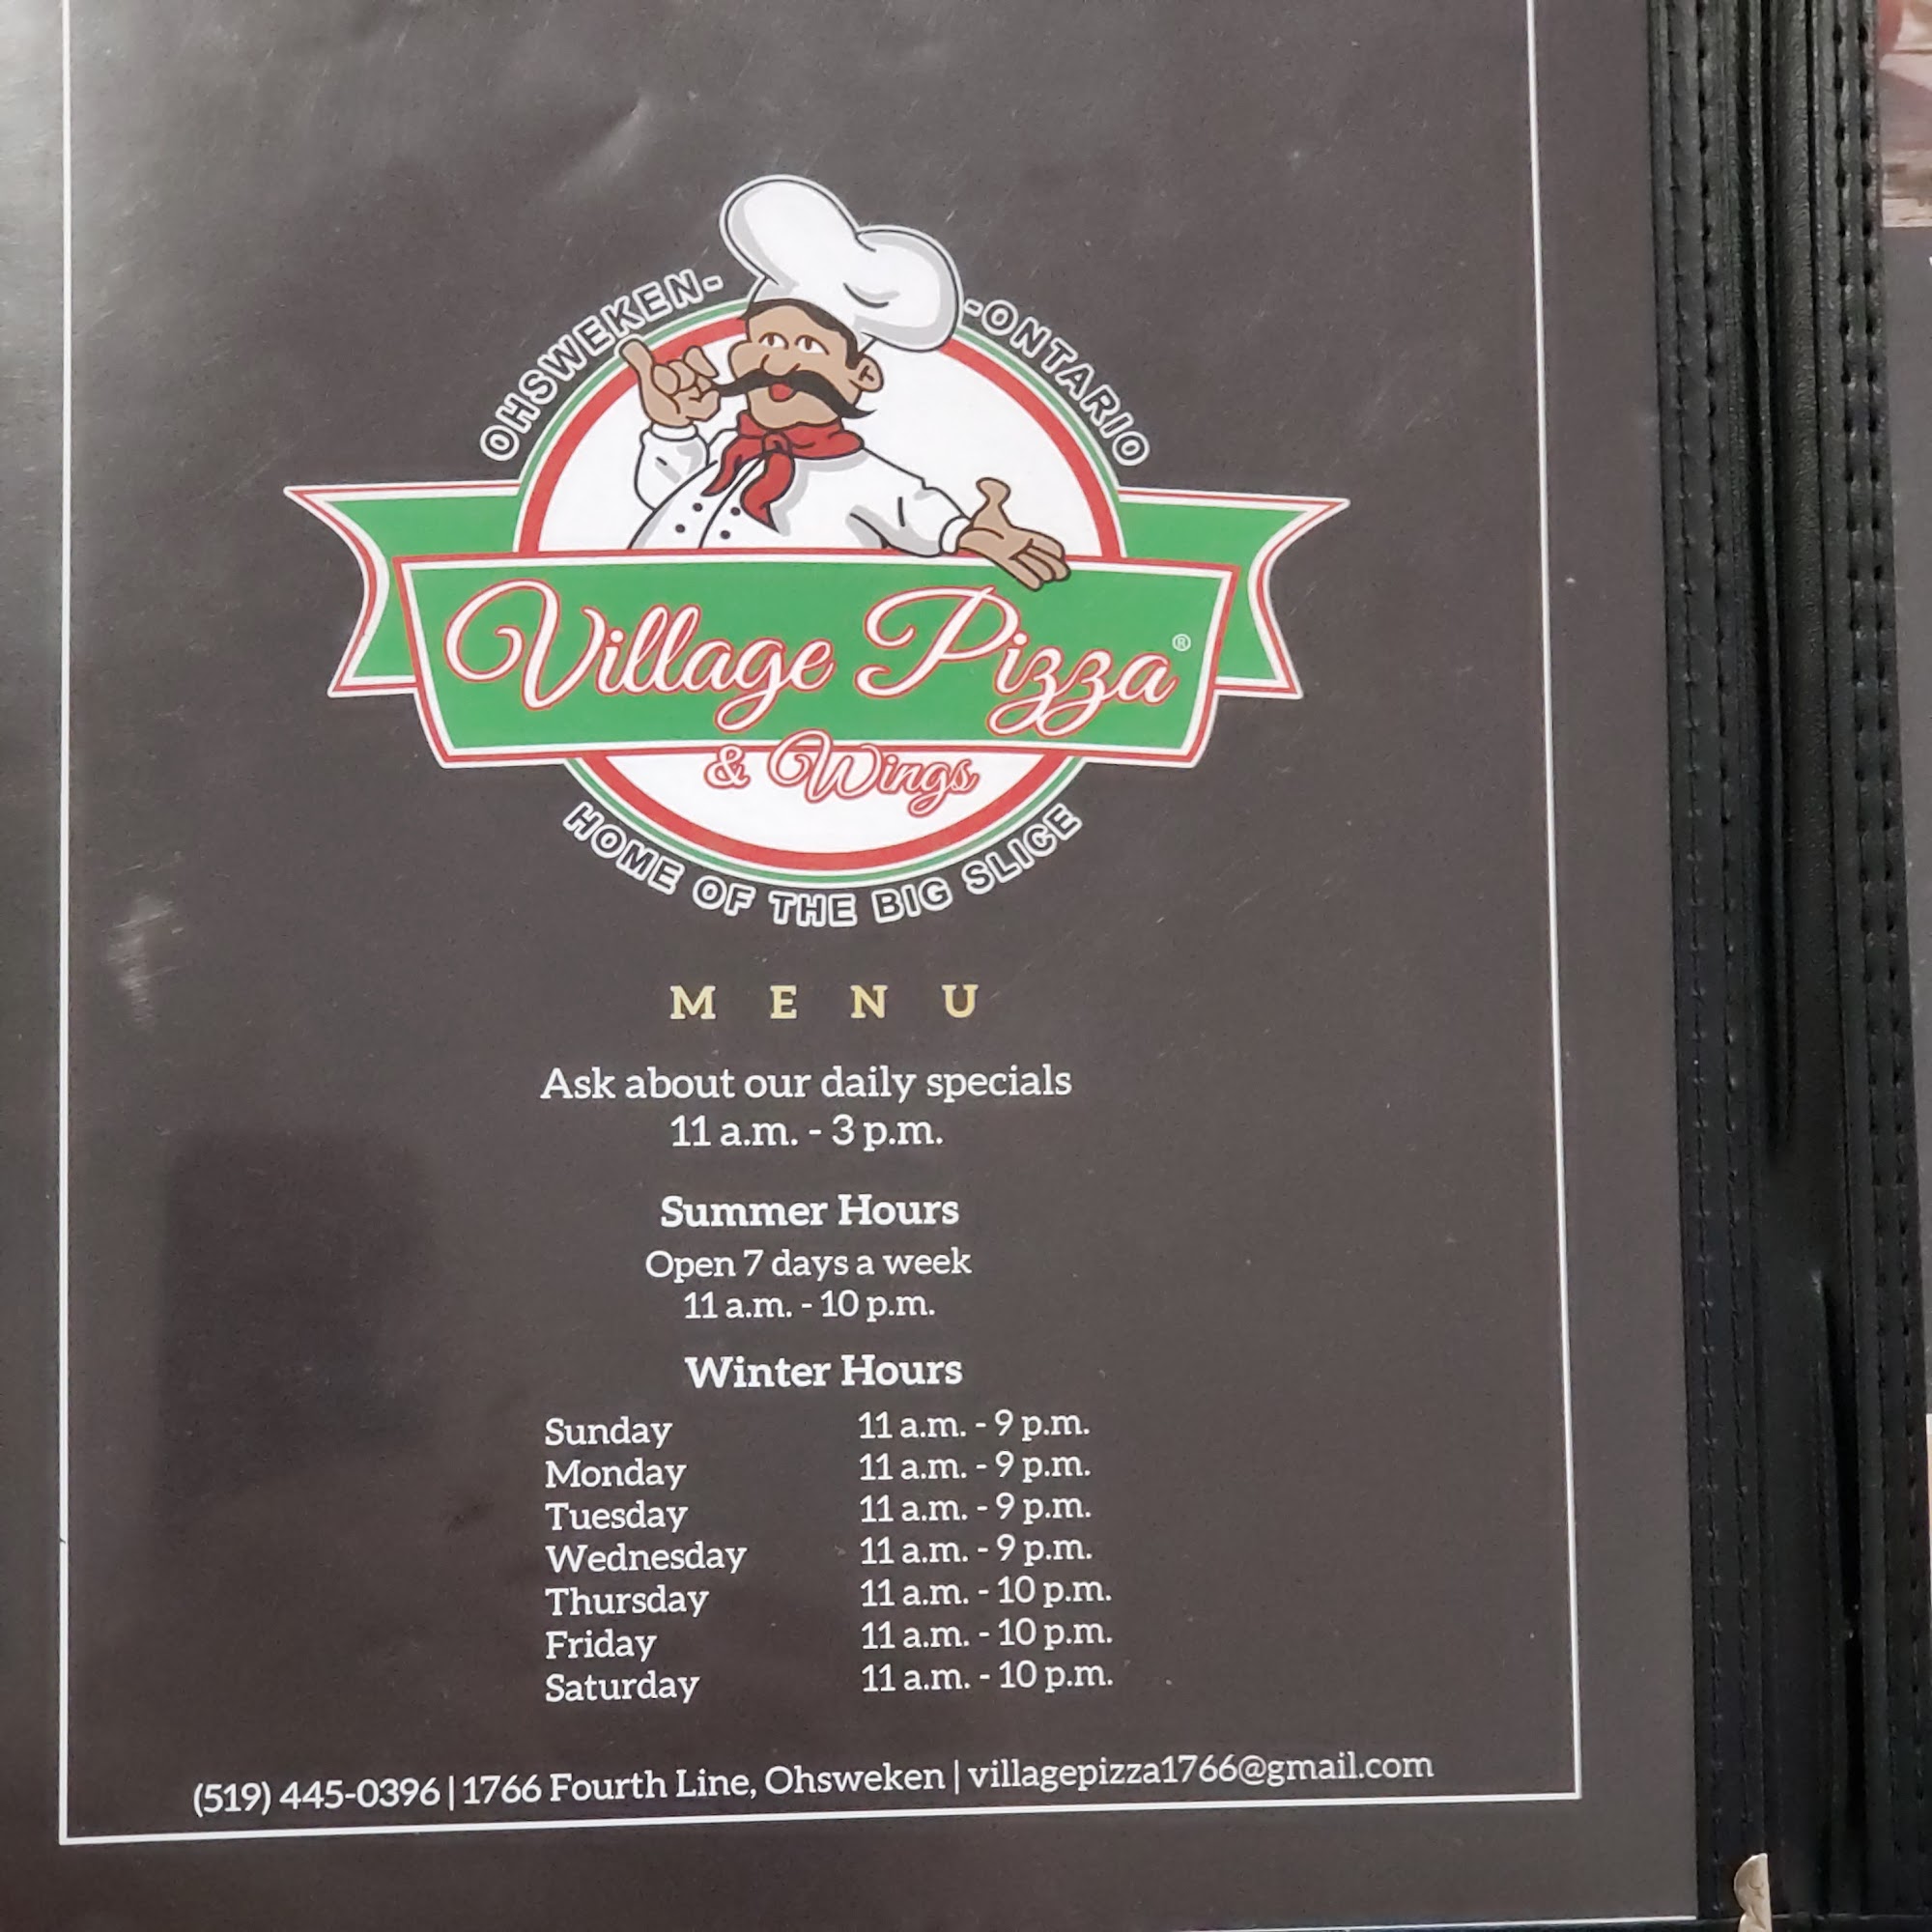 OHSWEKEN- -ONTARIO
Village Pizza®
& Wings
HOME OF THE BIG SLICE
MENU
Ask about our daily specials
11 a.m. - 3 p.m.
Summer Hours
Open 7 days a week
11 a.m. - 10 p.m.
Winter Hours
Sunday 11 a.m. - 9 p.m.
Monday 11 a.m. - 9 p.m.
Tuesday 11 a.m. - 9 p.m.
Wednesday 11 a.m. - 9 p.m.
Thursday 11 a.m. - 10 p.m.
Friday 11 a.m. - 10 p.m.
Saturday 11 a.m. - 10 p.m.
(519) 445-0396 | 1766 Fourth Line, Ohsweken | villagepizza1766@gmail.com